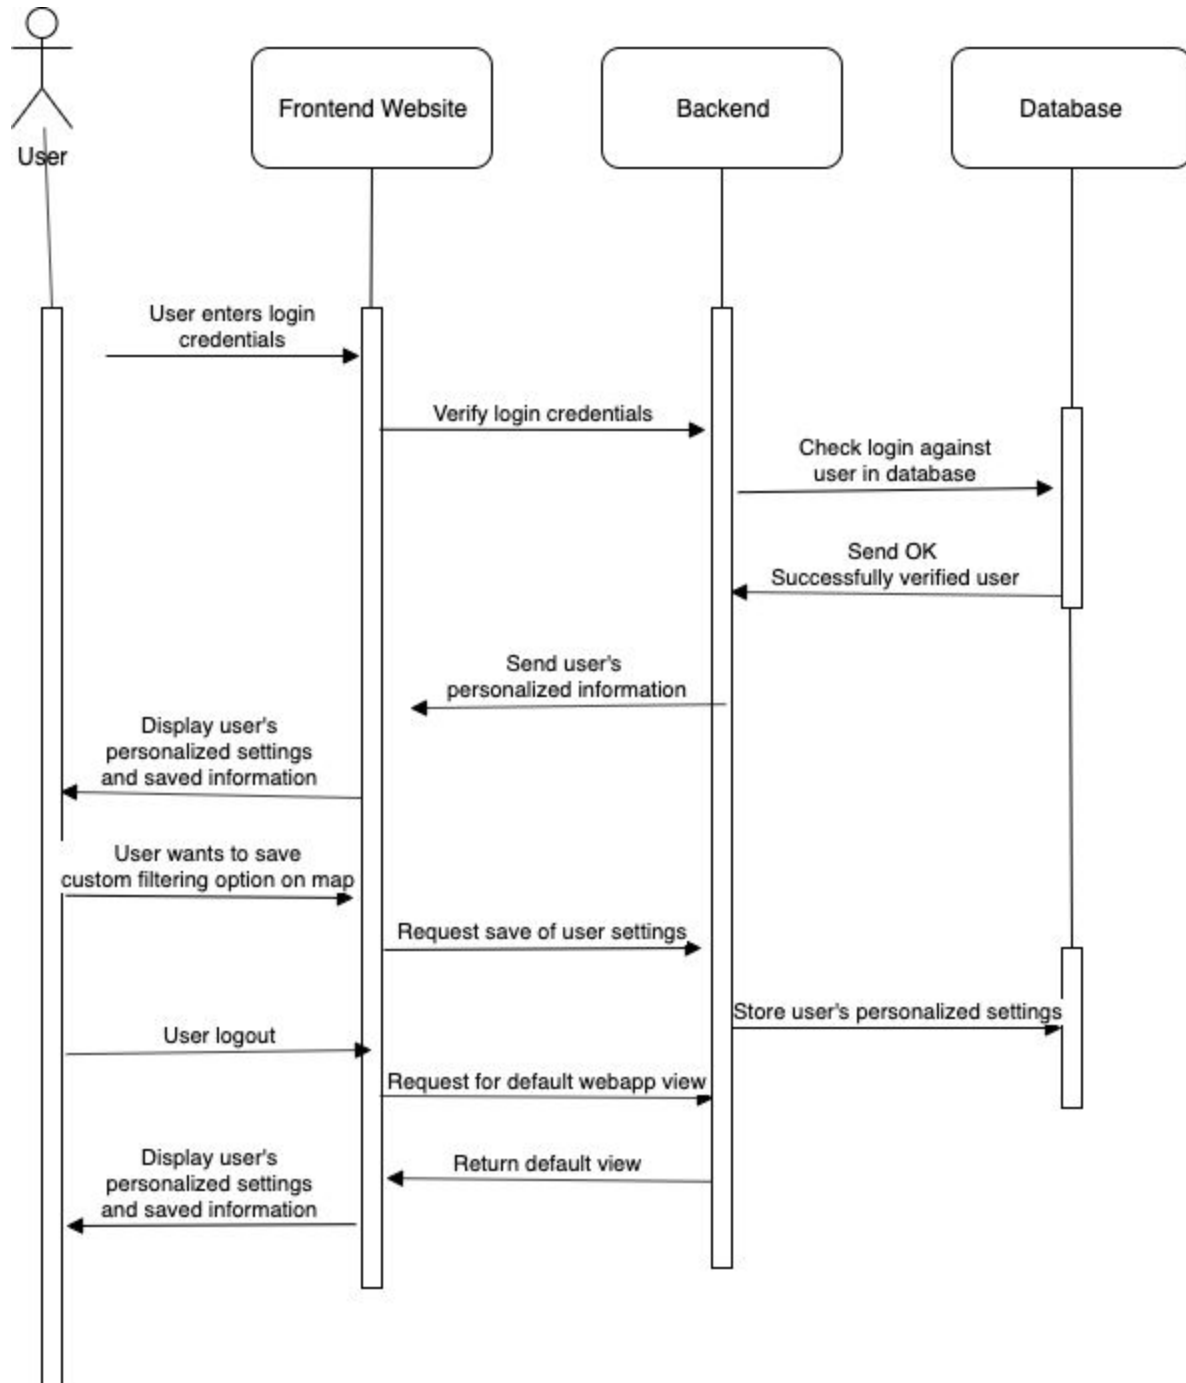 User
Frontend Website
Backend
Database
User enters login
credentials
Verify login credentials
Check login against
user in database
Send OK
Successfully verified user
Send user's
personalized information
Display user's
personalized settings
and saved information
User wants to save
custom filtering option on map
Request save of user settings
Store user's personalized settings
User logout
Request for default webapp view
Return default view
Display user's
personalized settings
and saved information